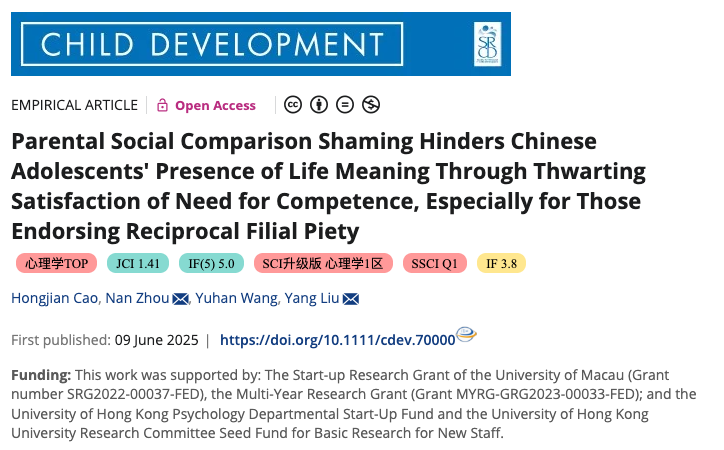 CHILD DEVELOPMENT
SRCD
EMPIRICAL ARTICLE Open Access
Parental Social Comparison Shaming Hinders Chinese
Adolescents' Presence of Life Meaning Through Thwarting
Satisfaction of Need for Competence, Especially for Those
Endorsing Reciprocal Filial Piety
心理学TOP JCI 1.41 IF(5) 5.0 SCI升级版 心理学1区 SSCI Q1 IF 3.8
Hongjian Cao, Nan Zhou, Yuhan Wang, Yang Liu
First published: 09 June 2025 | https://doi.org/10.1111/cdev.70000
Funding: This work was supported by: The Start-up Research Grant of the University of Macau (Grant
number SRG2022-00037-FED), the Multi-Year Research Grant (Grant MYRG-GRG2023-00033-FED); and the
University of Hong Kong Psychology Departmental Start-Up Fund and the University of Hong Kong
University Research Committee Seed Fund for Basic Research for New Staff.